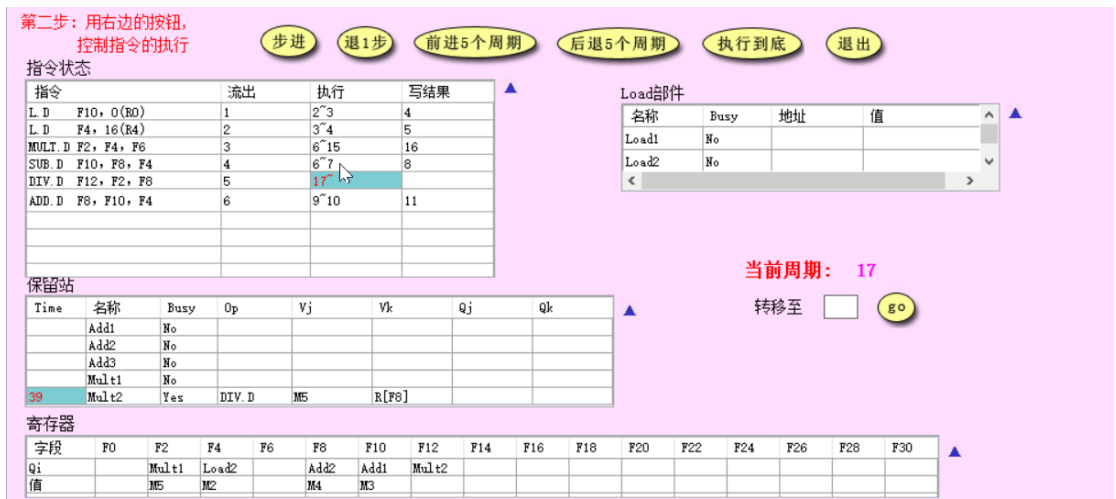 第二步：用右边的按钮，
控制指令的执行
步进 退1步 前进5个周期 后退5个周期 执行到底 退出
指令状态
指令 流出 执行 写结果
L.D F10, 0(R0) 1 2~3 4
L.D F4, 16(R4) 2 3~4 5
MULT.D F2, F4, F6 3 6~15 16
SUB.D F10, F8, F4 4 6~7 8
DIV.D F12, F2, F8 5 17~
ADD.D F8, F10, F4 6 9~10 11
Load部件
名称 Busy 地址 值
Load1 No
Load2 No
当前周期： 17
转移至 go
保留站
Time 名称 Busy Op Vj Vk Qj Qk
Add1 No
Add2 No
Add3 No
Mult1 No
39 Mult2 Yes DIV.D M5 R[F8]
寄存器
字段 F0 F2 F4 F6 F8 F10 F12 F14 F16 F18 F20 F22 F24 F26 F28 F30
Qi Mult1 Load2 Add2 Add1 Mult2
值 M5 M2 M4 M3